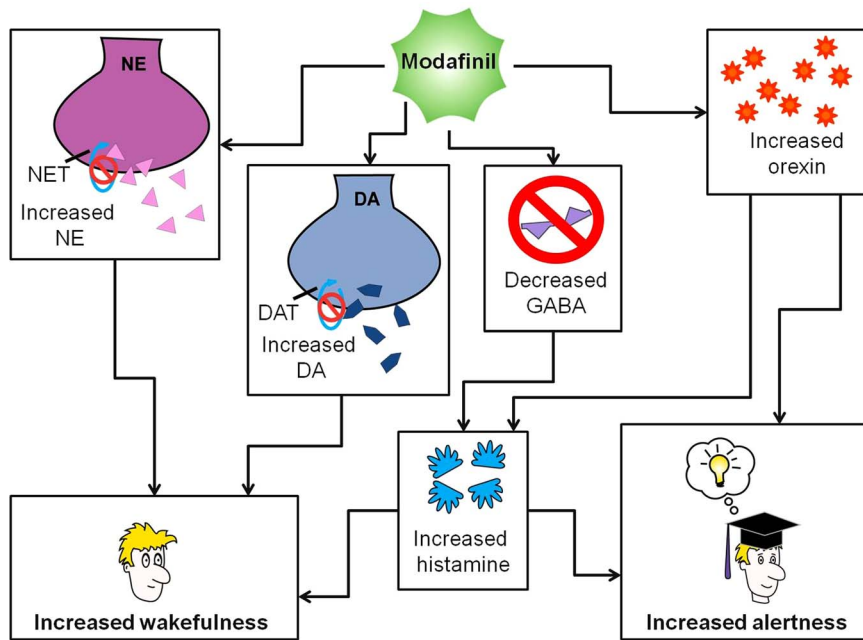 Modafinil
NE
NET
Increased
NE
DA
DAT
Increased
DA
Decreased
GABA
Increased
orexin
Increased
histamine
Increased wakefulness
Increased alertness